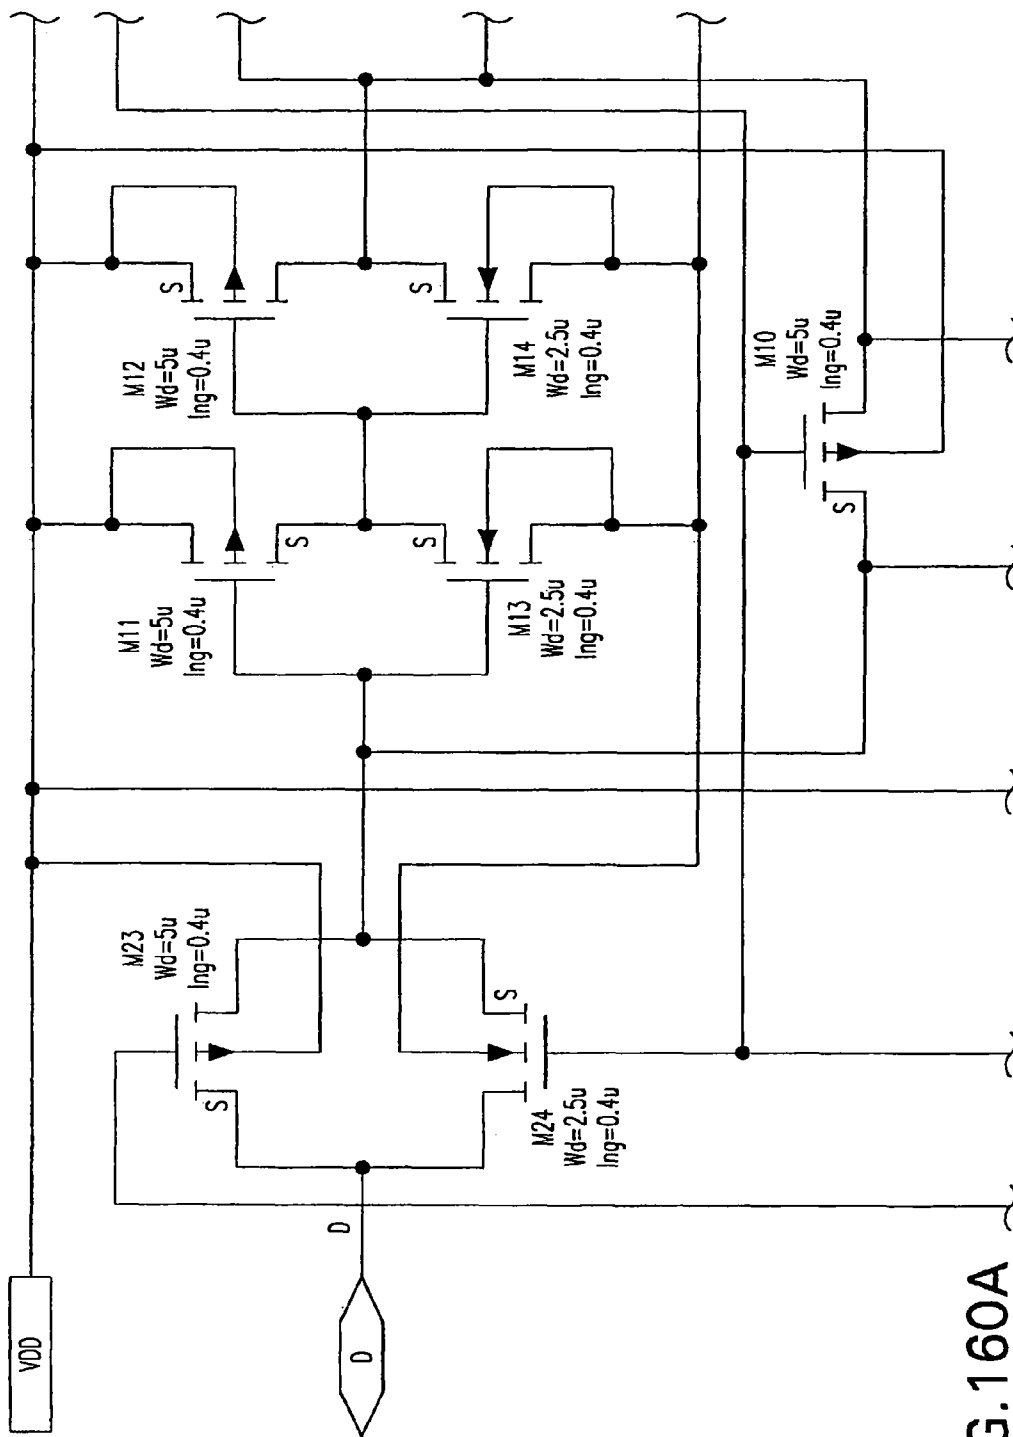 VDD
D
D
M23
Wd=5u
lng=0.4u
S
M24
Wd=2.5u
lng=0.4u
S
M11
Wd=5u
lng=0.4u
S
M13
Wd=2.5u
lng=0.4u
S
M12
Wd=5u
lng=0.4u
S
M14
Wd=2.5u
lng=0.4u
S
M10
Wd=5u
lng=0.4u
S
G.160A